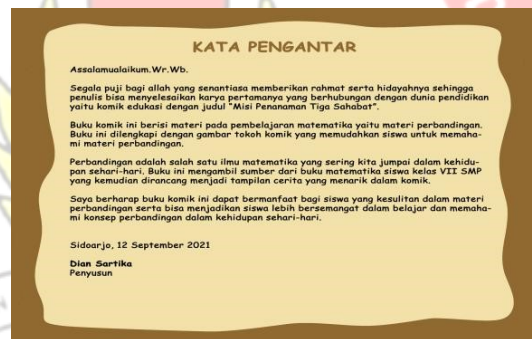 KATA PENGANTAR
Assalamualaikum.Wr.Wb.
Segala puji bagi allah yang senantiasa memberikan rahmat serta hidayahnya sehingga
penulis bisa menyelesaikan karya pertamanya yang berhubungan dengan dunia pendidikan
yaitu komik edukasi dengan judul "Misi Penanaman Tiga Sahabat".
Buku komik ini berisi materi pada pembelajaran matematika yaitu materi perbandingan.
Buku ini dilengkapi dengan gambar tokoh komik yang memudahkan siswa untuk memaha-
mi materi perbandingan.
Perbandingan adalah salah satu ilmu matematika yang sering kita jumpai dalam kehidu-
pan sehari-hari. Buku ini mengambil sumber dari buku matematika siswa kelas VII SMP
yang kemudian dirancang menjadi tampilan cerita yang menarik dalam komik.
Saya berharap buku komik ini dapat bermanfaat bagi siswa yang kesulitan dalam materi
perbandingan serta bisa menjadikan siswa lebih bersemangat dalam belajar dan memaha-
mi konsep perbandingan dalam kehidupan sehari-hari.
Sidoarjo, 12 September 2021
Dian Sartika
Penyusun